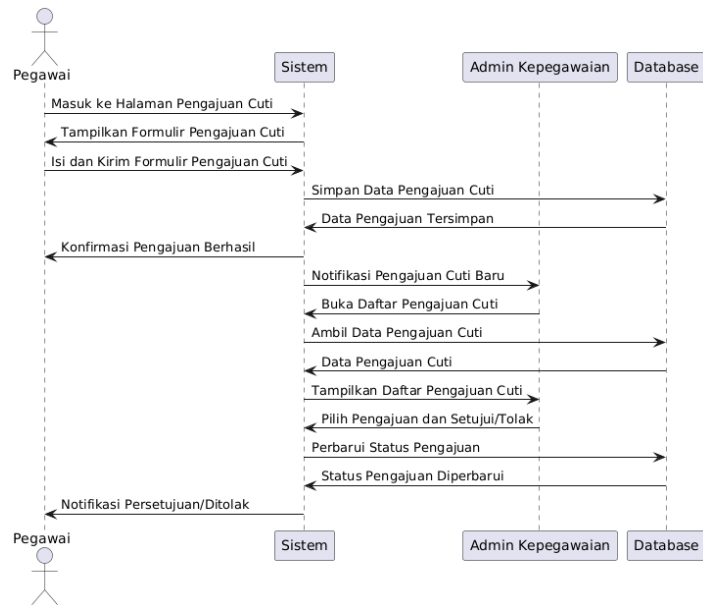 Pegawai
Sistem
Admin Kepegawaian
Database
Masuk ke Halaman Pengajuan Cuti
Tampilkan Formulir Pengajuan Cuti
Isi dan Kirim Formulir Pengajuan Cuti
Simpan Data Pengajuan Cuti
Data Pengajuan Tersimpan
Konfirmasi Pengajuan Berhasil
Notifikasi Pengajuan Cuti Baru
Buka Daftar Pengajuan Cuti
Ambil Data Pengajuan Cuti
Data Pengajuan Cuti
Tampilkan Daftar Pengajuan Cuti
Pilih Pengajuan dan Setujui/Tolak
Perbarui Status Pengajuan
Status Pengajuan Diperbarui
Notifikasi Persetujuan/Ditolak
Pegawai
Sistem
Admin Kepegawaian
Database